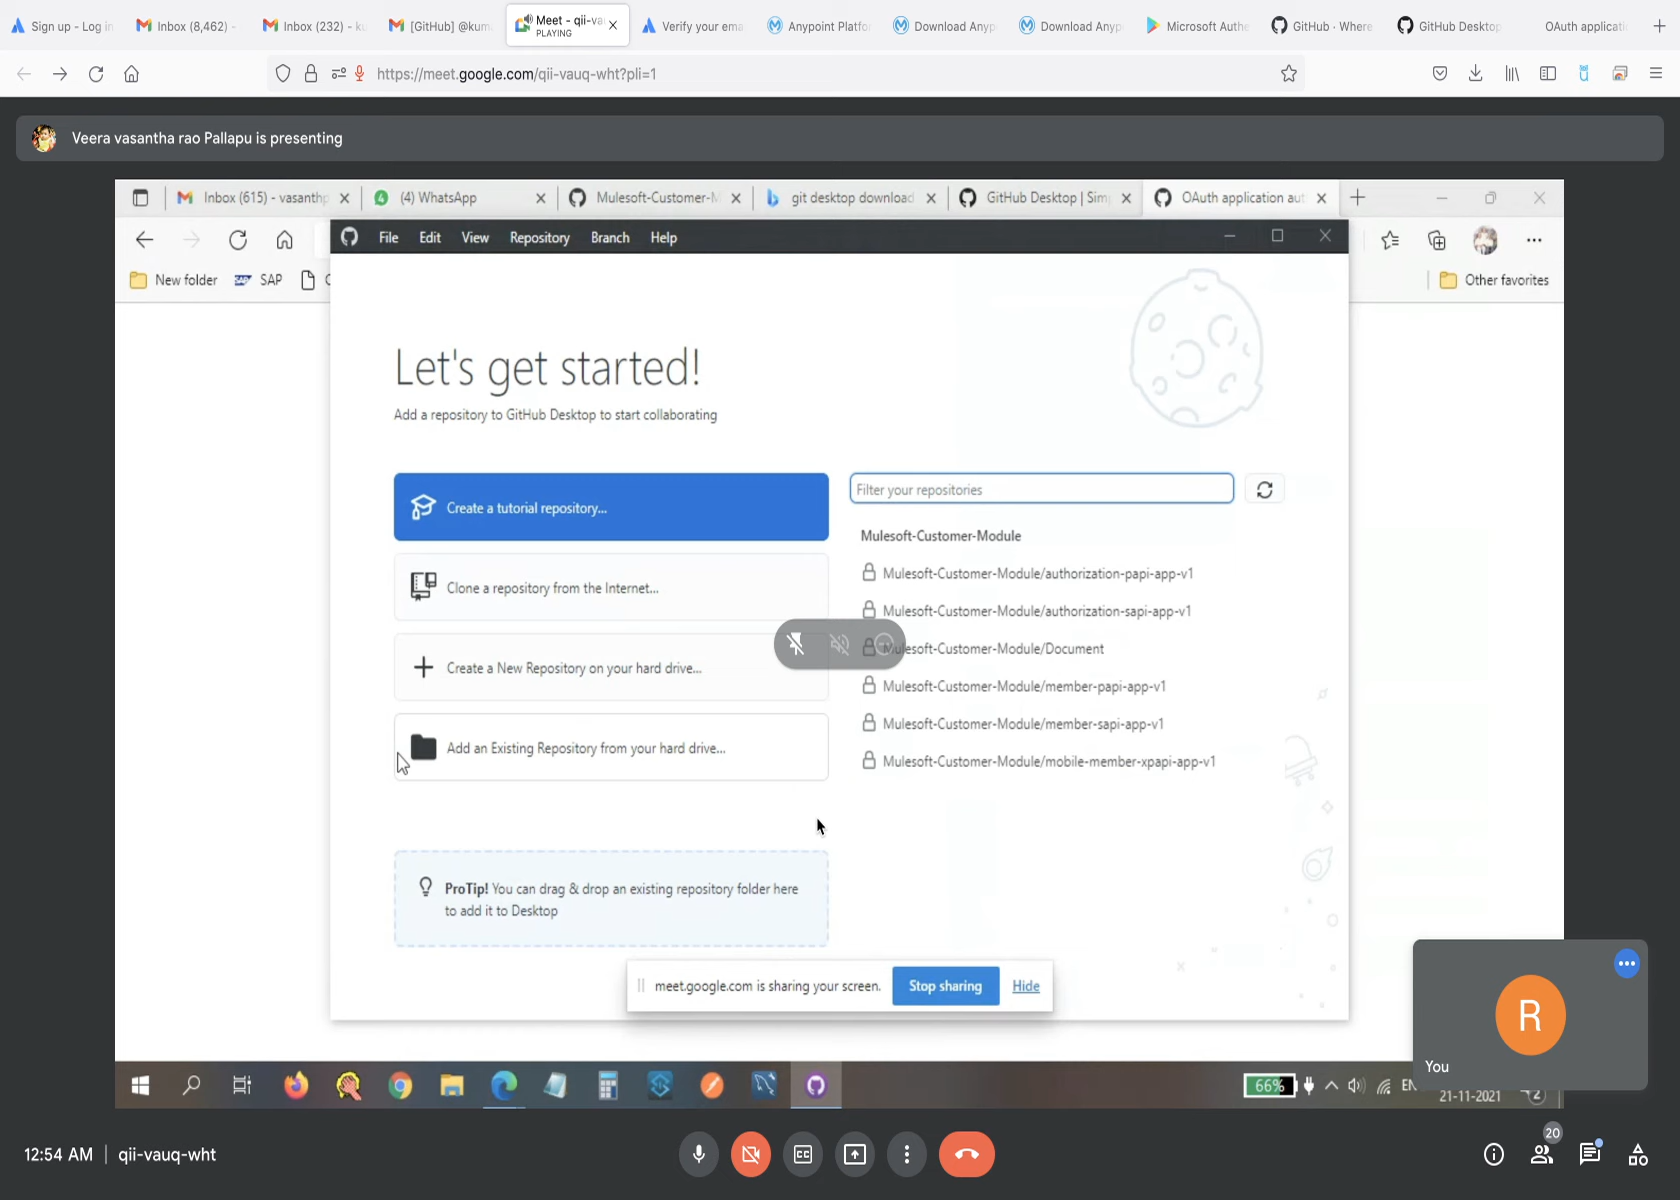 Sign up - Log in
Inbox (8,462) -
Inbox (232) - ku
[GitHub] @kum
Meet - qii-va
PLAYING
Verify your ema
Anypoint Platfo
Download Anyp
Download Anyp
Microsoft Authe
GitHub · Where
GitHub Desktop
OAuth applicati
https://meet.google.com/qii-vauq-wht?pli=1
Veera vasantha rao Pallapu is presenting
Inbox (615) - vasanthp
(4) WhatsApp
Mulesoft-Customer-M
git desktop download
GitHub Desktop | Sim
OAuth application aut
File Edit View Repository Branch Help
New folder
SAP
Other favorites
Let's get started!
Add a repository to GitHub Desktop to start collaborating
Create a tutorial repository...
Clone a repository from the Internet...
Create a New Repository on your hard drive...
Add an Existing Repository from your hard drive...
ProTip! You can drag & drop an existing repository folder here
to add it to Desktop
Filter your repositories
Mulesoft-Customer-Module
Mulesoft-Customer-Module/authorization-papi-app-v1
Mulesoft-Customer-Module/authorization-sapi-app-v1
Mulesoft-Customer-Module/Document
Mulesoft-Customer-Module/member-papi-app-v1
Mulesoft-Customer-Module/member-sapi-app-v1
Mulesoft-Customer-Module/mobile-member-xpapi-app-v1
meet.google.com is sharing your screen.
Stop sharing
Hide
R
You
66%
EN
21-11-2021
2
12:54 AM | qii-vauq-wht
CC
20